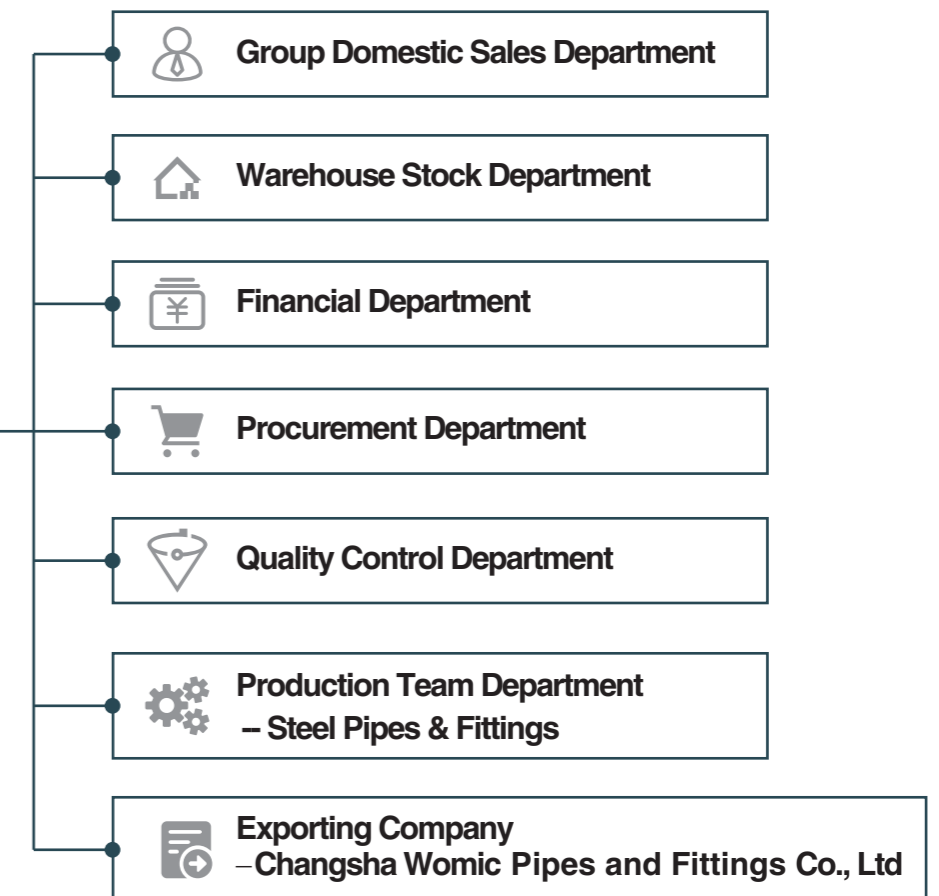 Group Domestic Sales Department
Warehouse Stock Department
¥
Financial Department
Procurement Department
Quality Control Department
Production Team Department
-- Steel Pipes & Fittings
Exporting Company
–Changsha Womic Pipes and Fittings Co., Ltd